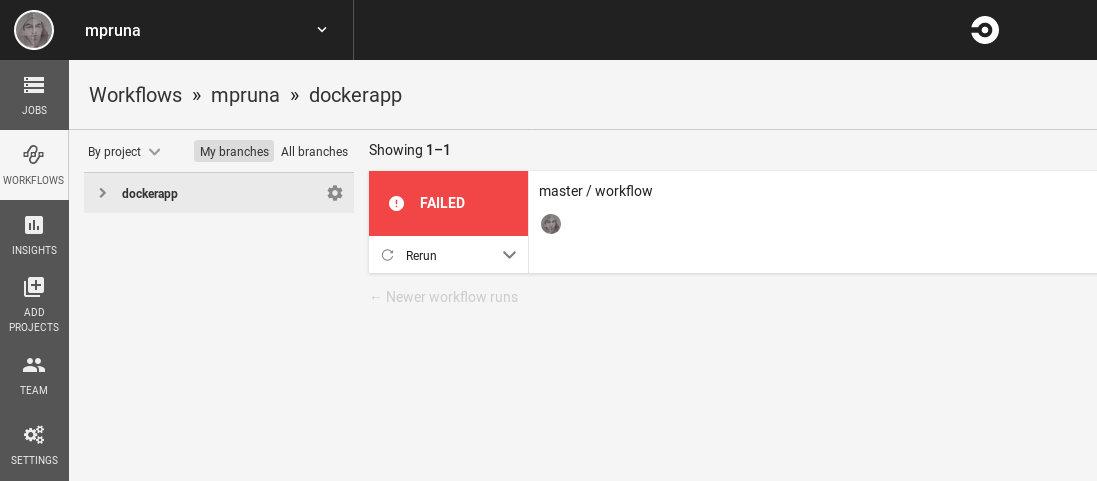 mpruna
JOBS
WORKFLOWS
INSIGHTS
ADD
PROJECTS
TEAM
SETTINGS
Workflows » mpruna » dockerapp
By project My branches All branches
dockerapp
Showing 1–1
FAILED
Rerun
master / workflow
← Newer workflow runs